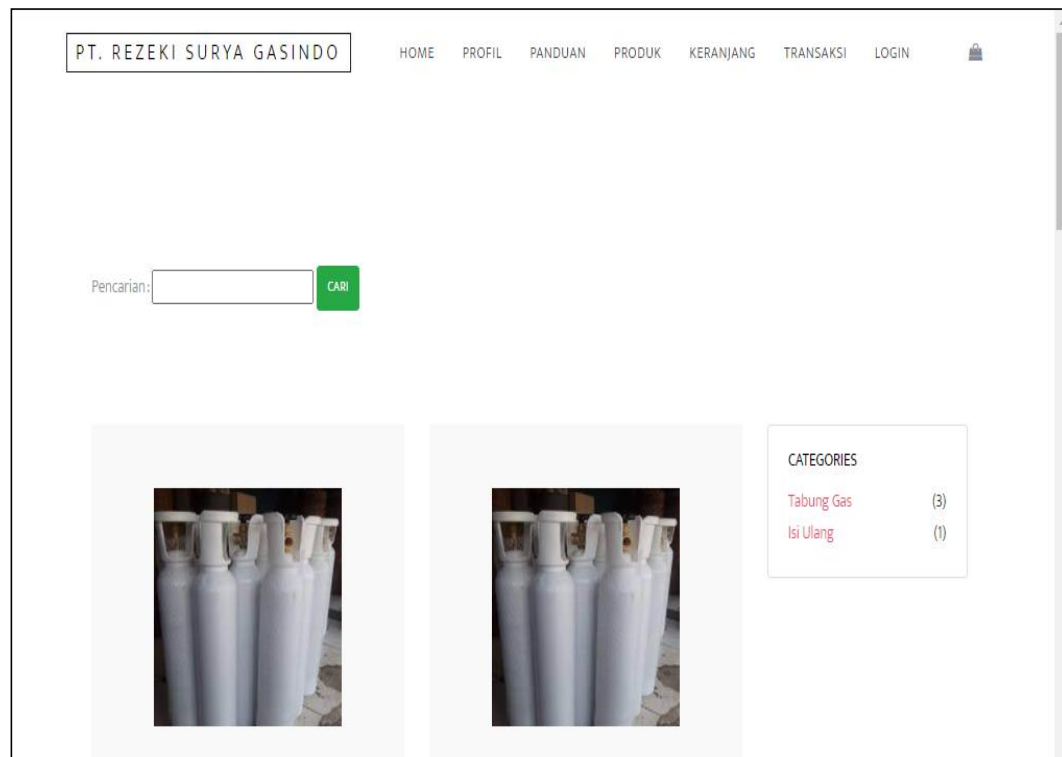 PT. REZEKI SURYA GASINDO
HOME PROFIL PANDUAN PRODUK KERANJANG TRANSAKSI LOGIN
Pencarian : CARI
CATEGORIES
Tabung Gas (3)
Isi Ulang (1)